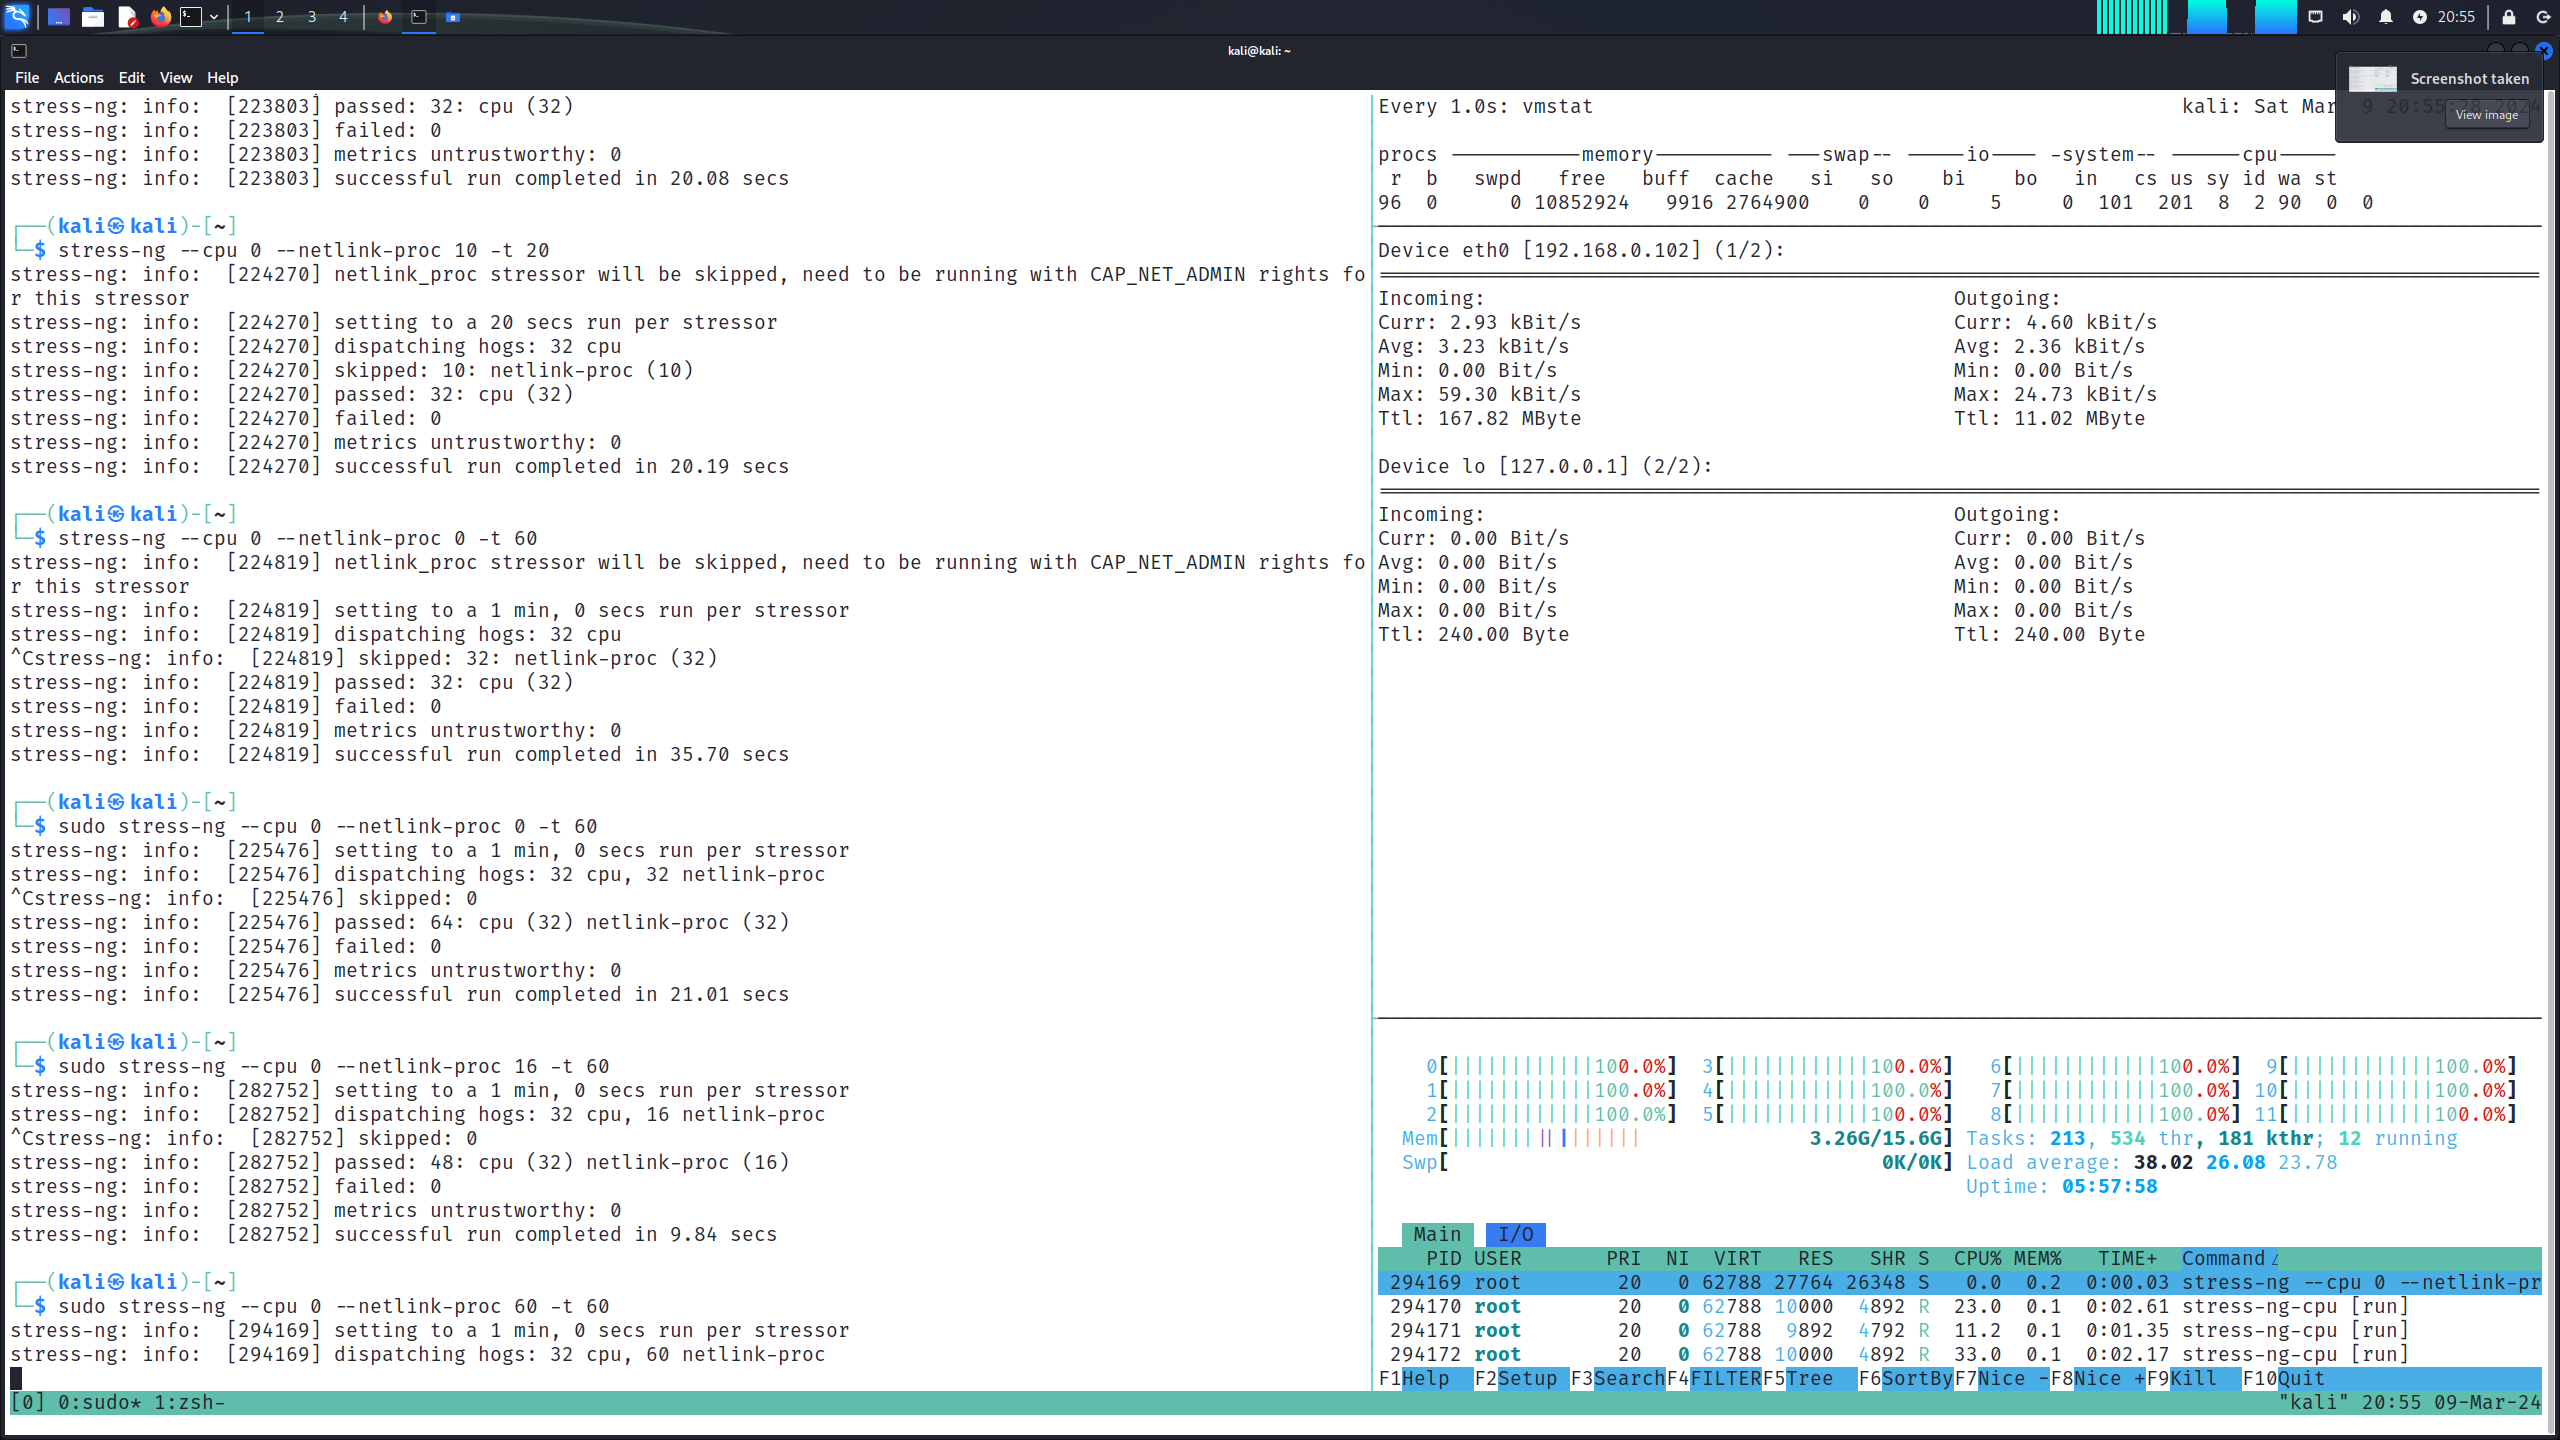 1 2 3 4
20:55
kali@kali: ~
File Actions Edit View Help
Screenshot taken
View image
stress-ng: info:  [223803] passed: 32: cpu (32)
stress-ng: info:  [223803] failed: 0
stress-ng: info:  [223803] metrics untrustworthy: 0
stress-ng: info:  [223803] successful run completed in 20.08 secs
┌──(kali㉿kali)-[~]
└─$ stress-ng --cpu 0 --netlink-proc 10 -t 20
stress-ng: info:  [224270] netlink_proc stressor will be skipped, need to be running with CAP_NET_ADMIN rights fo
r this stressor
stress-ng: info:  [224270] setting to a 20 secs run per stressor
stress-ng: info:  [224270] dispatching hogs: 32 cpu
stress-ng: info:  [224270] skipped: 10: netlink-proc (10)
stress-ng: info:  [224270] passed: 32: cpu (32)
stress-ng: info:  [224270] failed: 0
stress-ng: info:  [224270] metrics untrustworthy: 0
stress-ng: info:  [224270] successful run completed in 20.19 secs
┌──(kali㉿kali)-[~]
└─$ stress-ng --cpu 0 --netlink-proc 0 -t 60
stress-ng: info:  [224819] netlink_proc stressor will be skipped, need to be running with CAP_NET_ADMIN rights fo
r this stressor
stress-ng: info:  [224819] setting to a 1 min, 0 secs run per stressor
stress-ng: info:  [224819] dispatching hogs: 32 cpu
^Cstress-ng: info:  [224819] skipped: 32: netlink-proc (32)
stress-ng: info:  [224819] passed: 32: cpu (32)
stress-ng: info:  [224819] failed: 0
stress-ng: info:  [224819] metrics untrustworthy: 0
stress-ng: info:  [224819] successful run completed in 35.70 secs
┌──(kali㉿kali)-[~]
└─$ sudo stress-ng --cpu 0 --netlink-proc 0 -t 60
stress-ng: info:  [225476] setting to a 1 min, 0 secs run per stressor
stress-ng: info:  [225476] dispatching hogs: 32 cpu, 32 netlink-proc
^Cstress-ng: info:  [225476] skipped: 0
stress-ng: info:  [225476] passed: 64: cpu (32) netlink-proc (32)
stress-ng: info:  [225476] failed: 0
stress-ng: info:  [225476] metrics untrustworthy: 0
stress-ng: info:  [225476] successful run completed in 21.01 secs
┌──(kali㉿kali)-[~]
└─$ sudo stress-ng --cpu 0 --netlink-proc 16 -t 60
stress-ng: info:  [282752] setting to a 1 min, 0 secs run per stressor
stress-ng: info:  [282752] dispatching hogs: 32 cpu, 16 netlink-proc
^Cstress-ng: info:  [282752] skipped: 0
stress-ng: info:  [282752] passed: 48: cpu (32) netlink-proc (16)
stress-ng: info:  [282752] failed: 0
stress-ng: info:  [282752] metrics untrustworthy: 0
stress-ng: info:  [282752] successful run completed in 9.84 secs
┌──(kali㉿kali)-[~]
└─$ sudo stress-ng --cpu 0 --netlink-proc 60 -t 60
stress-ng: info:  [294169] setting to a 1 min, 0 secs run per stressor
stress-ng: info:  [294169] dispatching hogs: 32 cpu, 60 netlink-proc
Every 1.0s: vmstat kali: Sat Mar 9 20:55:28 2024
procs -----------memory---------- ---swap-- -----io---- -system-- ------cpu-----
r b swpd free buff cache si so bi bo in cs us sy id wa st
96 0 0 10852924 9916 2764900 0 0 5 0 101 201 8 2 90 0 0
Device eth0 [192.168.0.102] (1/2):
Incoming: Outgoing:
Curr: 2.93 kBit/s Curr: 4.60 kBit/s
Avg: 3.23 kBit/s Avg: 2.36 kBit/s
Min: 0.00 Bit/s Min: 0.00 Bit/s
Max: 59.30 kBit/s Max: 24.73 kBit/s
Ttl: 167.82 MByte Ttl: 11.02 MByte
Device lo [127.0.0.1] (2/2):
Incoming: Outgoing:
Curr: 0.00 Bit/s Curr: 0.00 Bit/s
Avg: 0.00 Bit/s Avg: 0.00 Bit/s
Min: 0.00 Bit/s Min: 0.00 Bit/s
Max: 0.00 Bit/s Max: 0.00 Bit/s
Ttl: 240.00 Byte Ttl: 240.00 Byte
0[||||||||||||100.0%] 3[||||||||||||100.0%] 6[||||||||||||100.0%] 9[||||||||||||100.0%]
1[||||||||||||100.0%] 4[||||||||||||100.0%] 7[||||||||||||100.0%] 10[||||||||||||100.0%]
2[||||||||||||100.0%] 5[||||||||||||100.0%] 8[||||||||||||100.0%] 11[||||||||||||100.0%]
Mem[||||||||||||||||3.26G/15.6G] Tasks: 213, 534 thr, 181 kthr; 12 running
Swp[ 0K/0K] Load average: 38.02 26.08 23.78
Uptime: 05:57:58
Main I/O
PID USER PRI NI VIRT RES SHR S CPU% MEM% TIME+ Command△
294169 root 20 0 62788 27764 26348 S 0.0 0.2 0:00.03 stress-ng --cpu 0 --netlink-pr
294170 root 20 0 62788 10000 4892 R 23.0 0.1 0:02.61 stress-ng-cpu [run]
294171 root 20 0 62788 9892 4792 R 11.2 0.1 0:01.35 stress-ng-cpu [run]
294172 root 20 0 62788 10000 4892 R 33.0 0.1 0:02.17 stress-ng-cpu [run]
F1Help F2Setup F3SearchF4FILTERF5Tree F6SortByF7Nice -F8Nice +F9Kill F10Quit
[0] 0:sudo* 1:zsh- "kali" 20:55 09-Mar-24